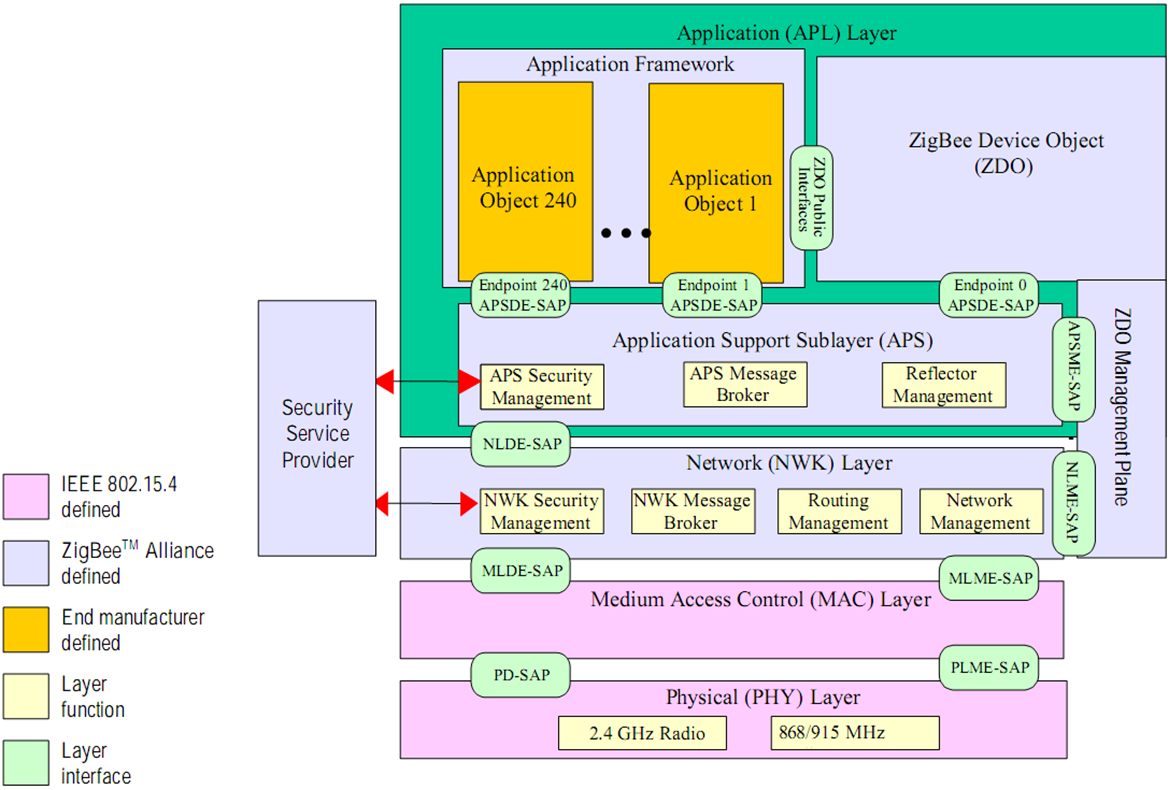 Application (APL) Layer
Application Framework
ZigBee Device Object
(ZDO)
Application
Object 240
Application
Object 1
ZDO Public
Interfaces
Endpoint 240
APSDE-SAP
Endpoint 1
APSDE-SAP
Endpoint 0
APSDE-SAP
Application Support Sublayer (APS)
APS Security
Management
APS Message
Broker
Reflector
Management
APSME-SAP
ZDO Management Plane
Security
Service
Provider
NLDE-SAP
Network (NWK) Layer
NWK Security
Management
NWK Message
Broker
Routing
Management
Network
Management
NLME-SAP
MLDE-SAP
MLME-SAP
Medium Access Control (MAC) Layer
PD-SAP
PLME-SAP
Physical (PHY) Layer
2.4 GHz Radio
868/915 MHz
IEEE 802.15.4
defined
ZigBee™ Alliance
defined
End manufacturer
defined
Layer
function
Layer
interface